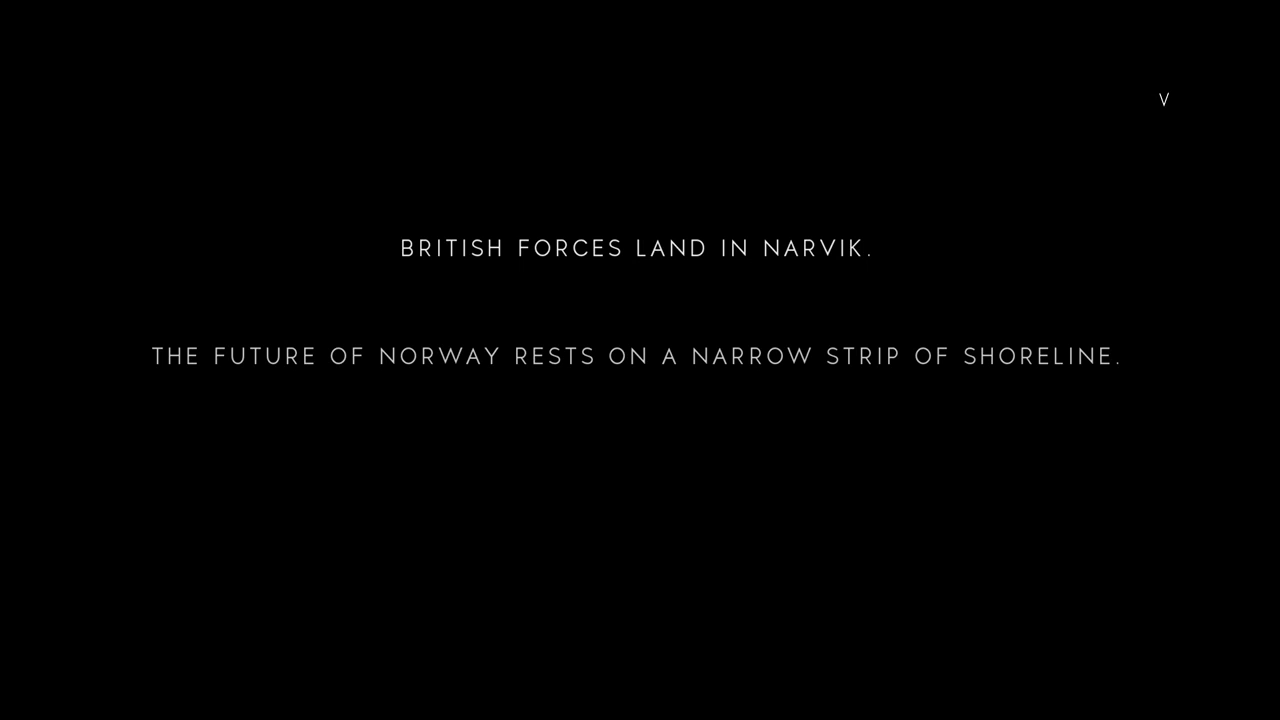 V
BRITISH FORCES LAND IN NARVIK.
THE FUTURE OF NORWAY RESTS ON A NARROW STRIP OF SHORELINE.